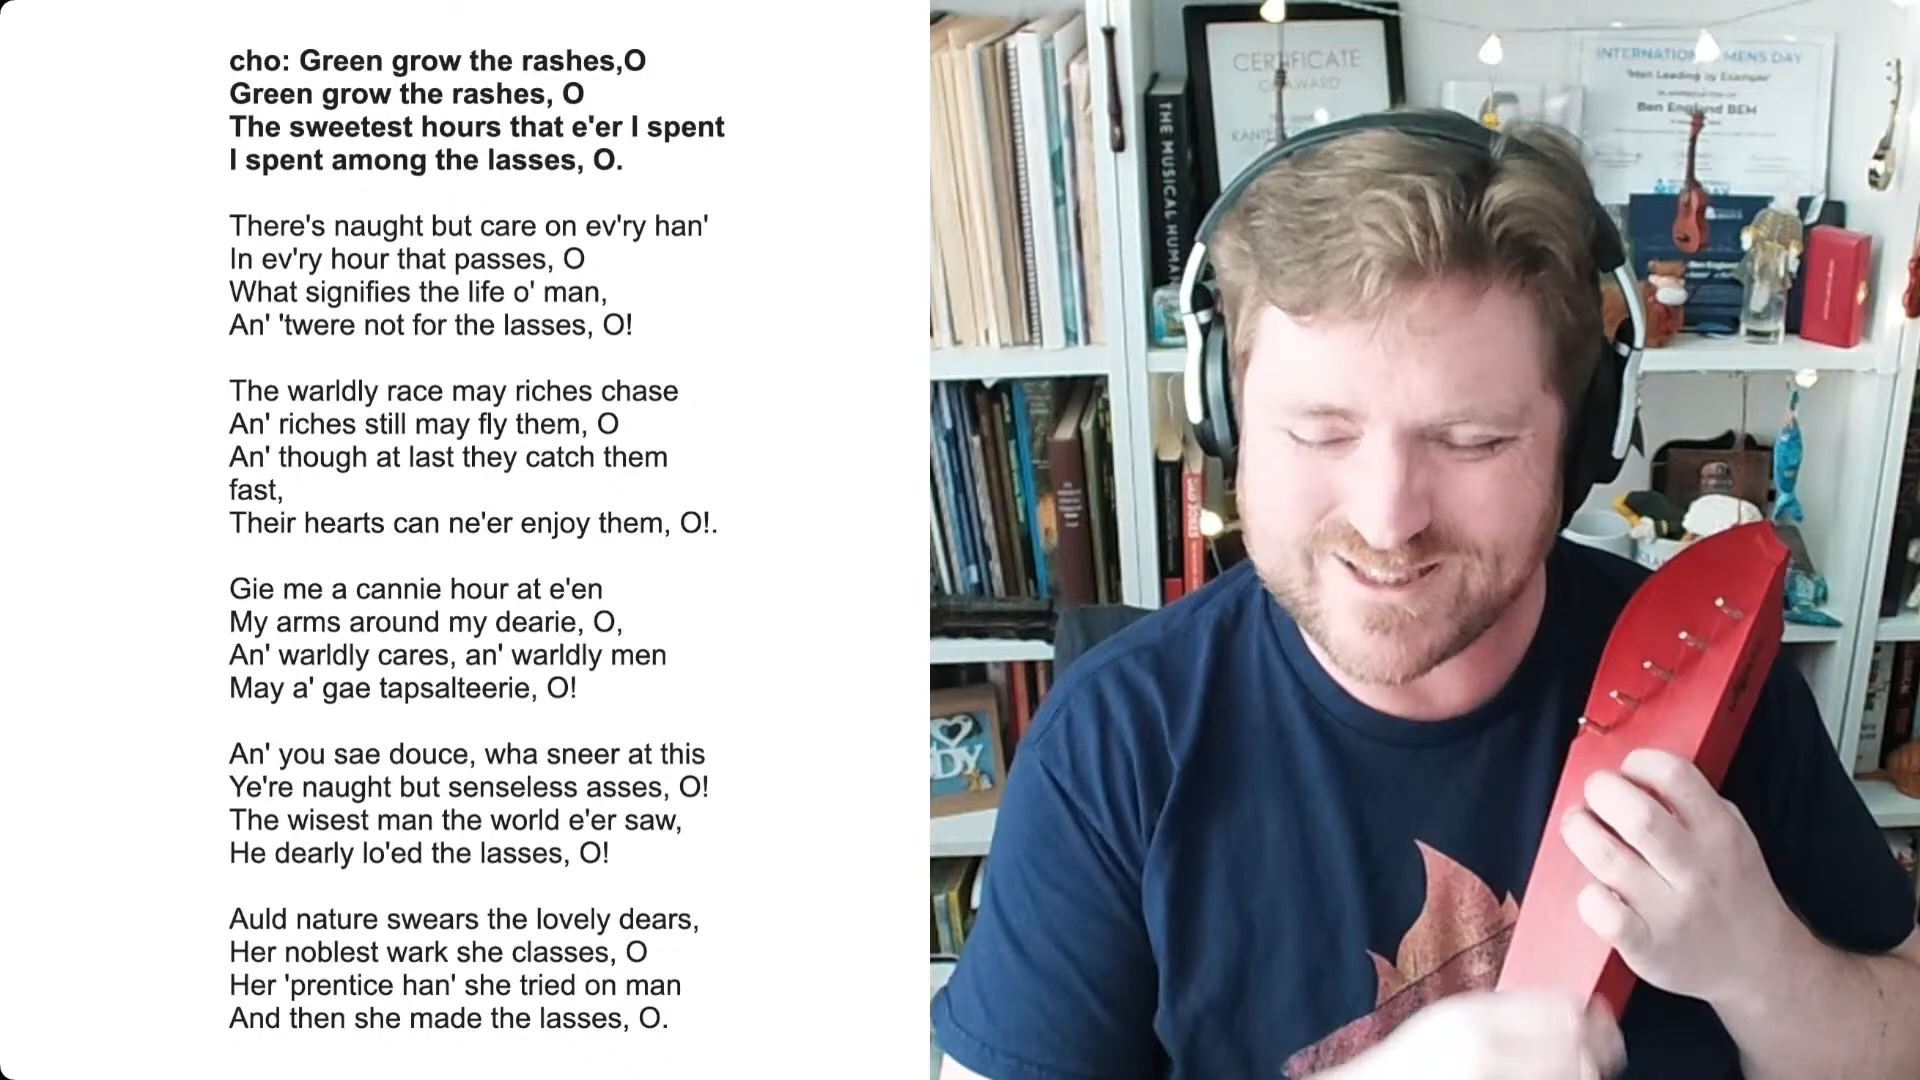 cho: Green grow the rashes,O
Green grow the rashes, O
The sweetest hours that e'er I spent
I spent among the lasses, O.
There's naught but care on ev'ry han'
In ev'ry hour that passes, O
What signifies the life o' man,
An' 'twere not for the lasses, O!
The warldly race may riches chase
An' riches still may fly them, O
An' though at last they catch them
fast,
Their hearts can ne'er enjoy them, O!.
Gie me a cannie hour at e'en
My arms around my dearie, O,
An' warldly cares, an' warldly men
May a' gae tapsalteerie, O!
An' you sae douce, wha sneer at this
Ye're naught but senseless asses, O!
The wisest man the world e'er saw,
He dearly lo'ed the lasses, O!
Auld nature swears the lovely dears,
Her noblest wark she classes, O
Her 'prentice han' she tried on man
And then she made the lasses, O.
CERTIFICATE
THE MUSICAL HUMAN
'Men Leading by Example'
Ben England BEM